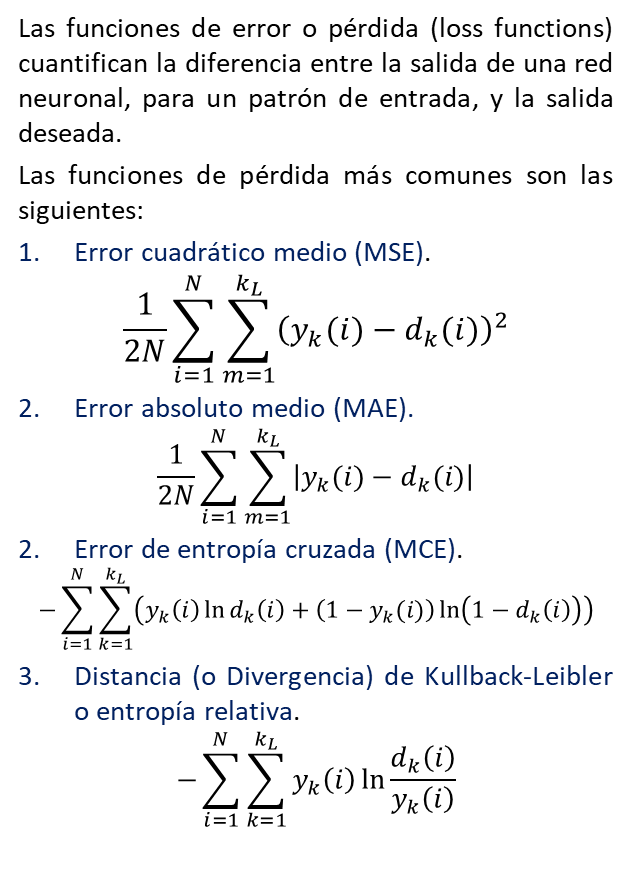 Las funciones de error o pérdida (loss functions)
cuantifican la diferencia entre la salida de una red
neuronal, para un patrón de entrada, y la salida
deseada.
Las funciones de pérdida más comunes son las
siguientes:
1. Error cuadrático medio (MSE).
\frac{1}{2N}\sum_{i=1}^{N}\sum_{m=1}^{k_L}(y_k(i) − d_k(i))^2
2. Error absoluto medio (MAE).
\frac{1}{2N}\sum_{i=1}^{N}\sum_{m=1}^{k_L}|y_k(i) − d_k(i)|
2. Error de entropía cruzada (MCE).
−\sum_{i=1}^{N}\sum_{k=1}^{k_L}(y_k(i) ln d_k(i) + (1 − y_k(i)) ln(1 − d_k(i)))
3. Distancia (o Divergencia) de Kullback-Leibler
o entropía relativa.
−\sum_{i=1}^{N}\sum_{k=1}^{k_L} y_k(i) ln \frac{d_k(i)}{y_k(i)}